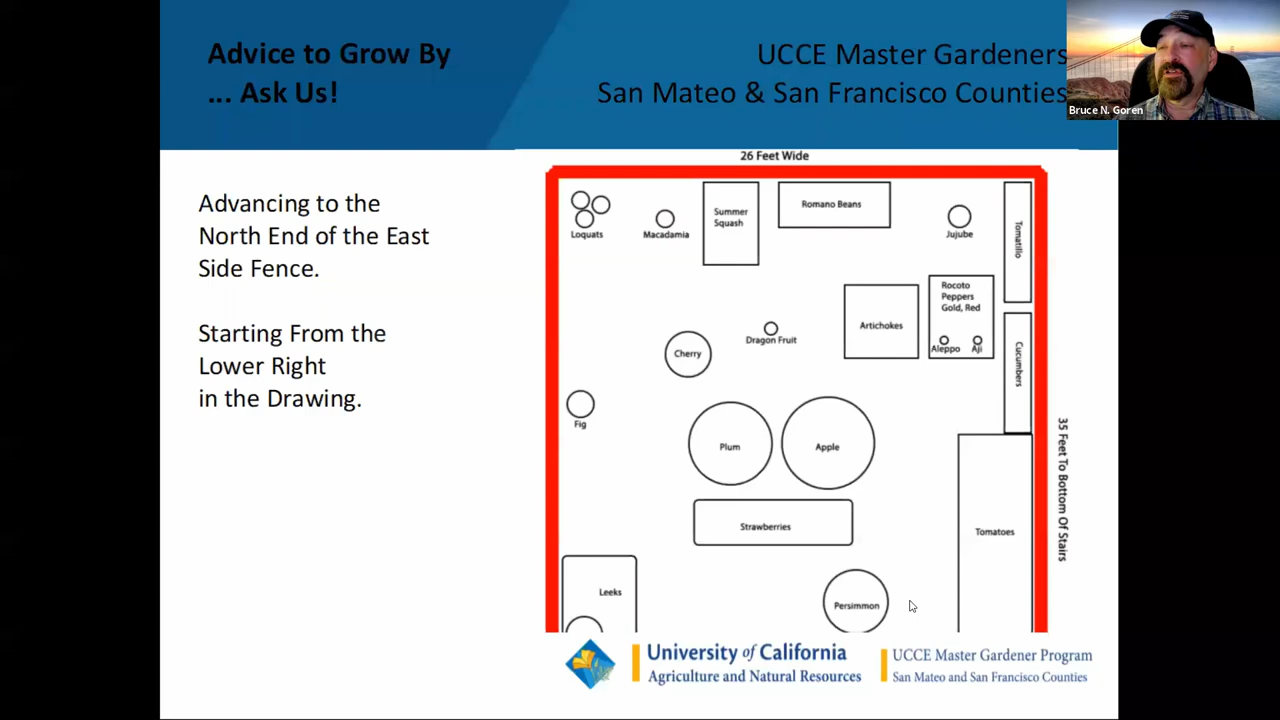 Advice to Grow By
... Ask Us!
UCCE Master Gardeners
San Mateo & San Francisco Counties
Bruce N. Goren
Advancing to the
North End of the East
Side Fence.
Starting From the
Lower Right
in the Drawing.
26 Feet Wide
Loquats
Macadamia
Summer
Squash
Romano Beans
Jujube
Tomatillo
Rocoto
Peppers
Gold, Red
Aleppo
Aji
Artichokes
Dragon Fruit
Cherry
Cucumbers
Fig
Plum
Apple
35 Feet To Bottom Of Stairs
Strawberries
Tomatoes
Leeks
Persimmon
University of California
Agriculture and Natural Resources
UCCE Master Gardener Program
San Mateo and San Francisco Counties